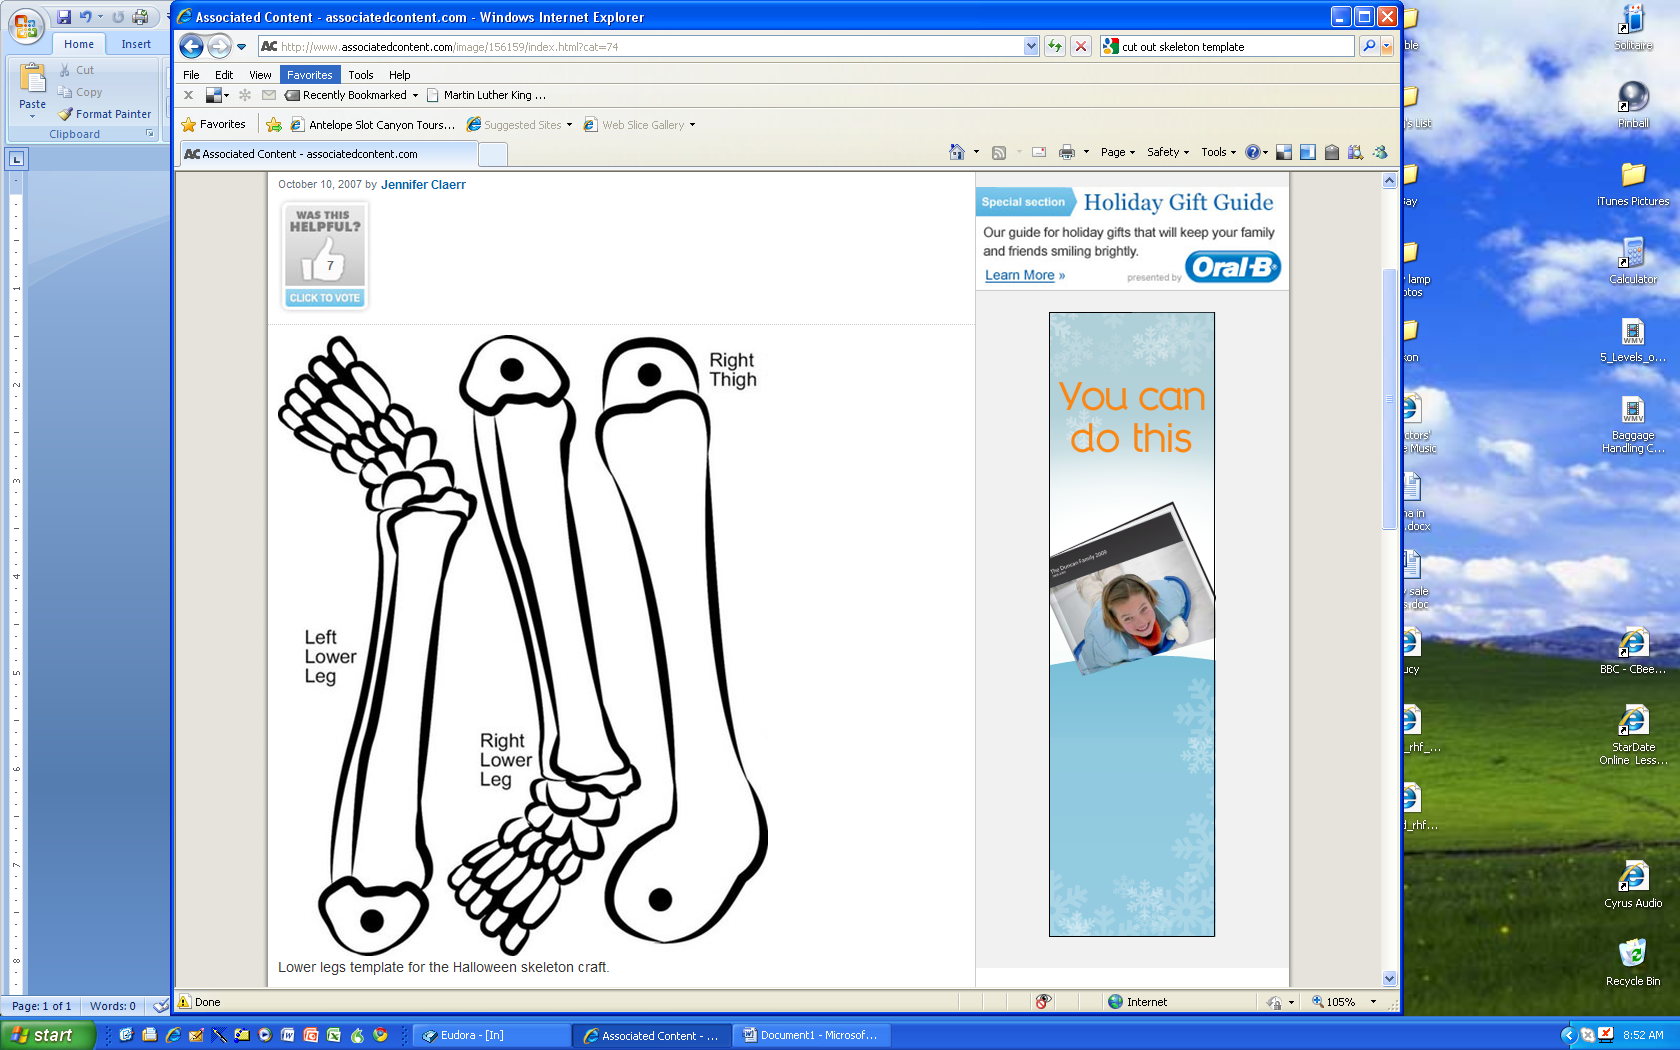 Home Insert
Cut
Copy
Paste
Format Painter
Clipboard
Page: 1 of 1 Words: 0
Associated Content - associatedcontent.com - Windows Internet Explorer
AC http://www.associatedcontent.com/image/156159/index.html?cat=74
cut out skeleton template
File Edit View Favorites Tools Help
Recently Bookmarked Martin Luther King ...
Favorites Antelope Slot Canyon Tours... Suggested Sites Web Slice Gallery
AC Associated Content - associatedcontent.com
Page Safety Tools
October 10, 2007 by Jennifer Claerr
WAS THIS
HELPFUL?
7
CLICK TO VOTE
Right
Thigh
Left
Lower
Leg
Right
Lower
Leg
Lower legs template for the Halloween skeleton craft.
Special section Holiday Gift Guide
Our guide for holiday gifts that will keep your family
and friends smiling brightly.
Learn More » presented by Oral-B
You can
do this
The Duncan Family 2009
Done Internet 105%
Solitaire
Pinball
iTunes Pictures
Calculator
5_Levels_o...
Baggage
Handling C...
BBC - CBee...
StarDate
Online Less...
Cyrus Audio
Recycle Bin
start
Eudora - [In] Associated Content - ... Document1 - Microsof...
8:52 AM